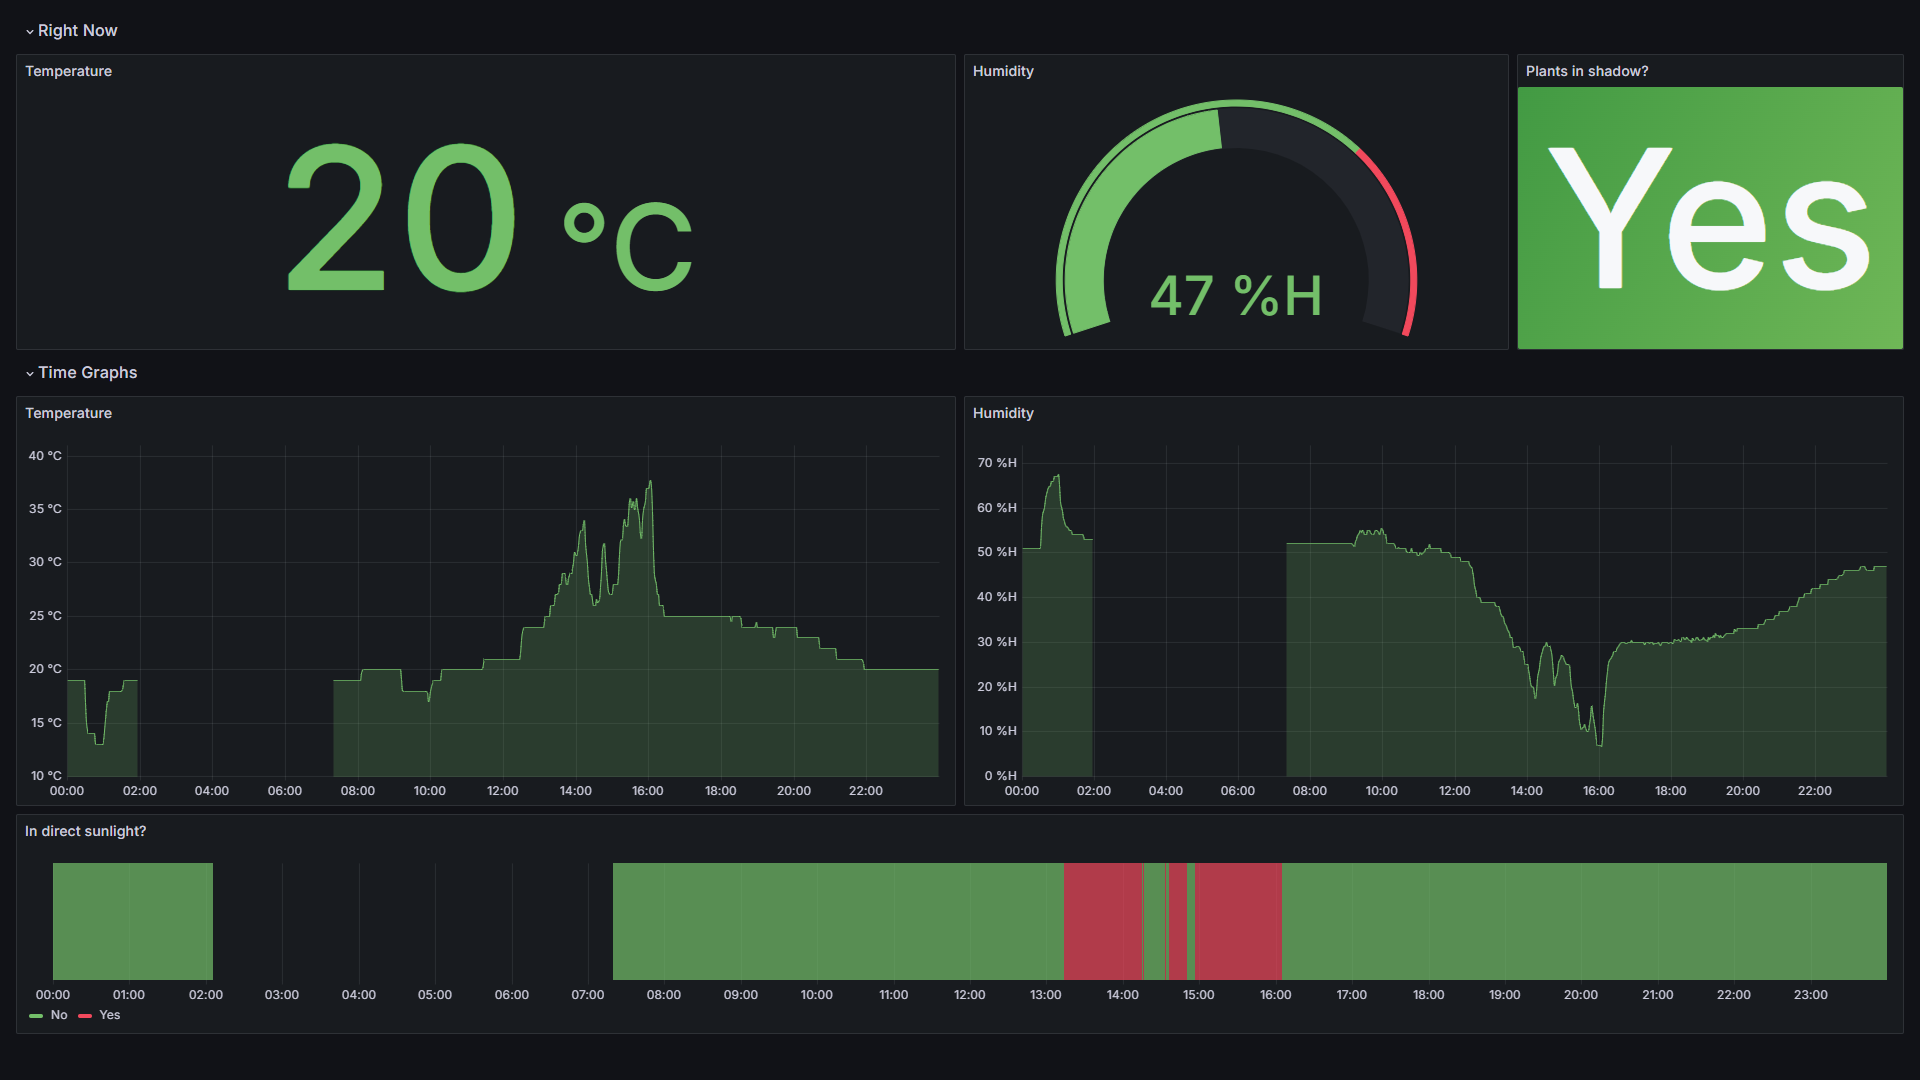 Right Now
Temperature
20 °C
Humidity
47 %H
Plants in shadow?
Yes
Time Graphs
Temperature
40 °C
35 °C
30 °C
25 °C
20 °C
15 °C
10 °C
00:00 02:00 04:00 06:00 08:00 10:00 12:00 14:00 16:00 18:00 20:00 22:00
Humidity
70 %H
60 %H
50 %H
40 %H
30 %H
20 %H
10 %H
0 %H
00:00 02:00 04:00 06:00 08:00 10:00 12:00 14:00 16:00 18:00 20:00 22:00
In direct sunlight?
00:00 01:00 02:00 03:00 04:00 05:00 06:00 07:00 08:00 09:00 10:00 11:00 12:00 13:00 14:00 15:00 16:00 17:00 18:00 19:00 20:00 21:00 22:00 23:00
No Yes